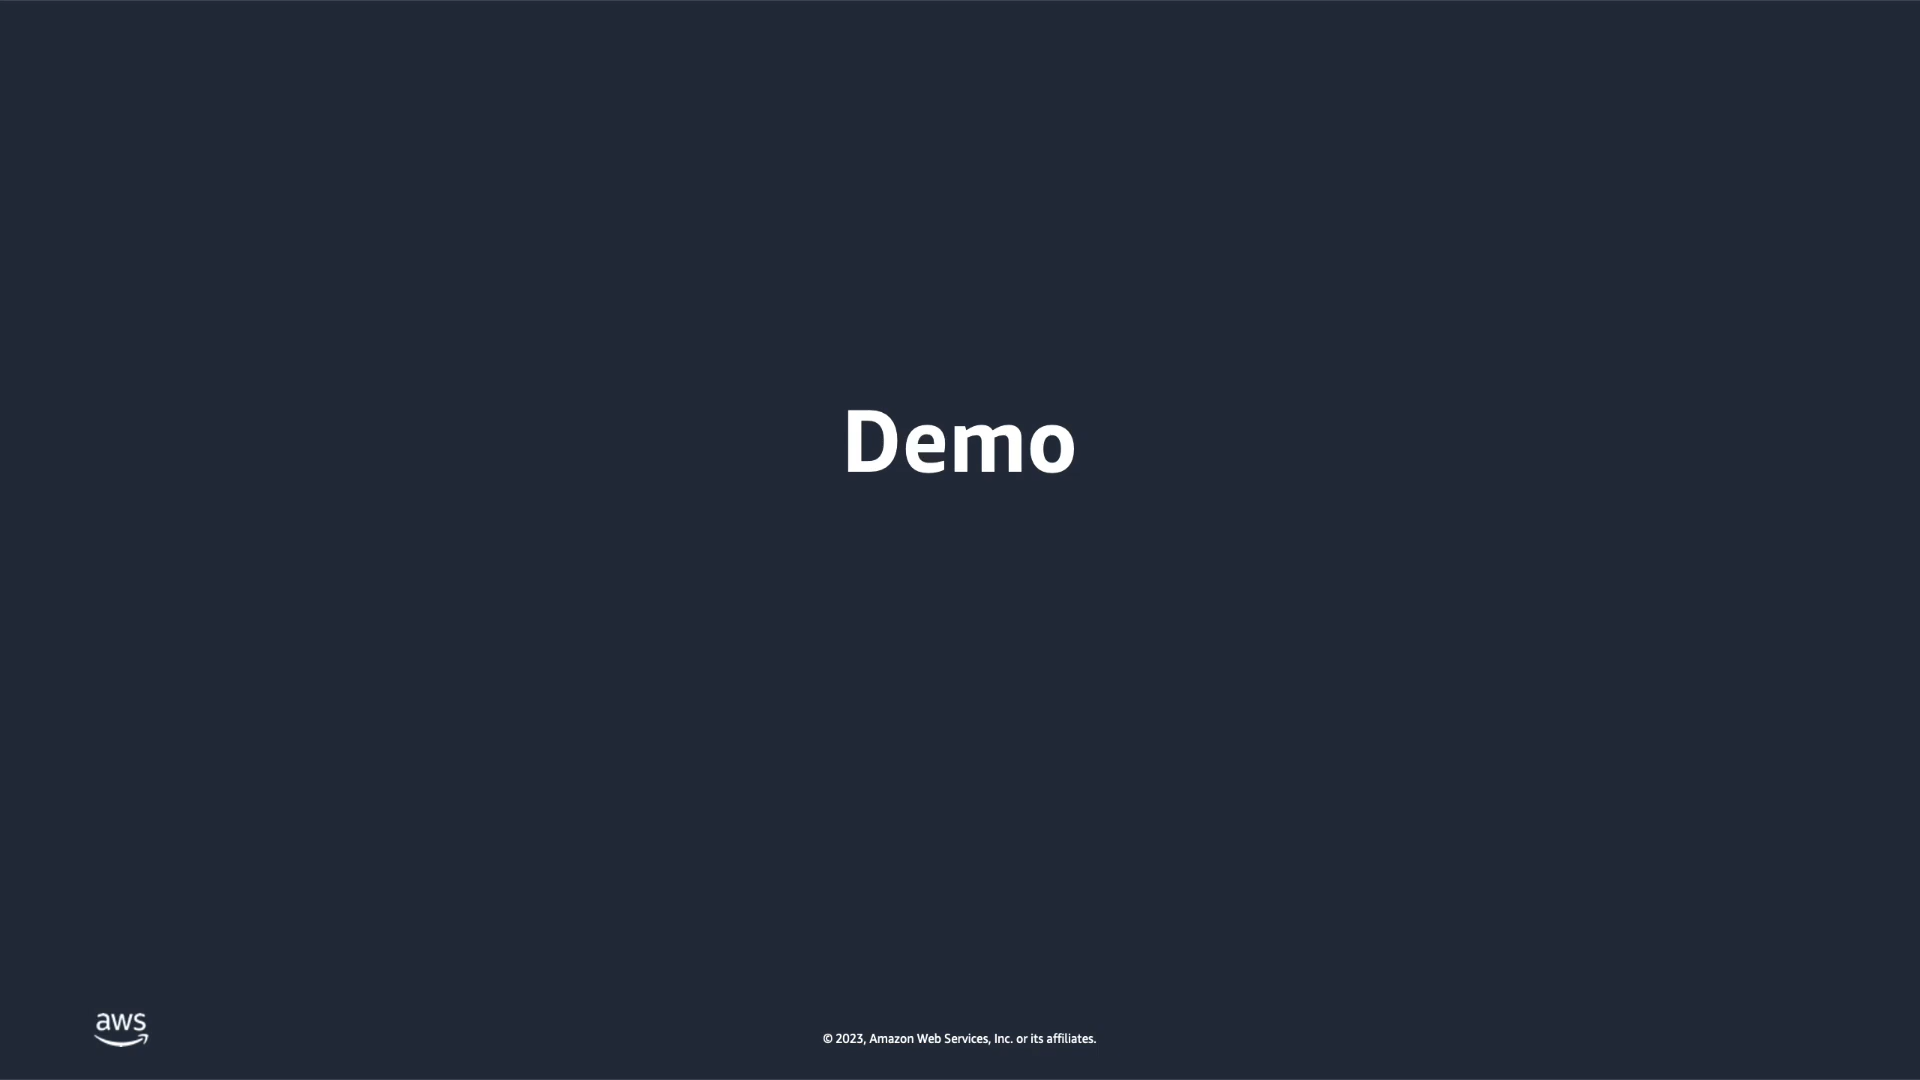 Demo
aws
© 2023, Amazon Web Services, Inc. or its affiliates.